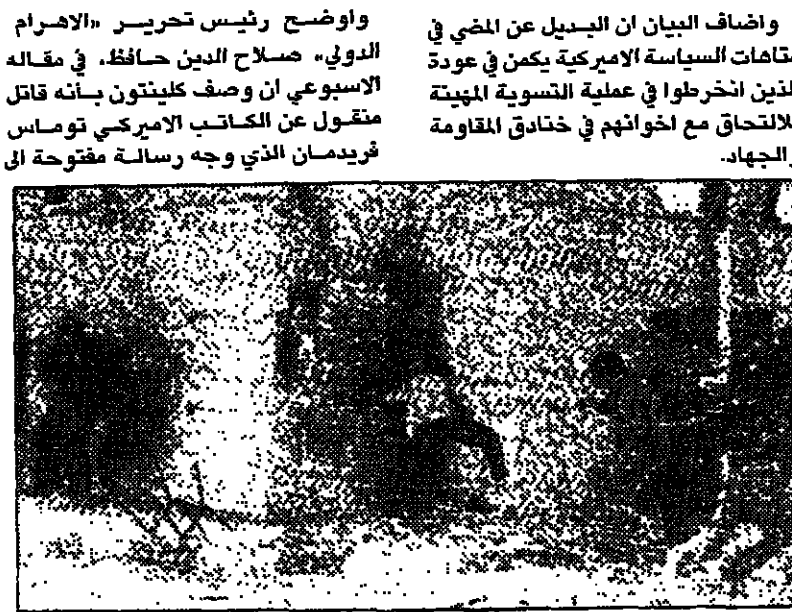 واوضح رئيس تحرير «الاهرام
الدولي» صلاح الدين حافظ، في مقاله
الاسبوعي ان وصف كلينتون بأنه قاتل
منقول عن الكاتب الاميركي توماس
فريدمان الذي وجه رسالة مفتوحة الى
واضاف البيان ان البديل عن المضي في
متاهات السياسة الاميركية يكمن في عودة
الذين انخرطوا في عملية التسوية المهينة
للالتحاق مع اخوانهم في خنادق المقاومة
والجهاد.